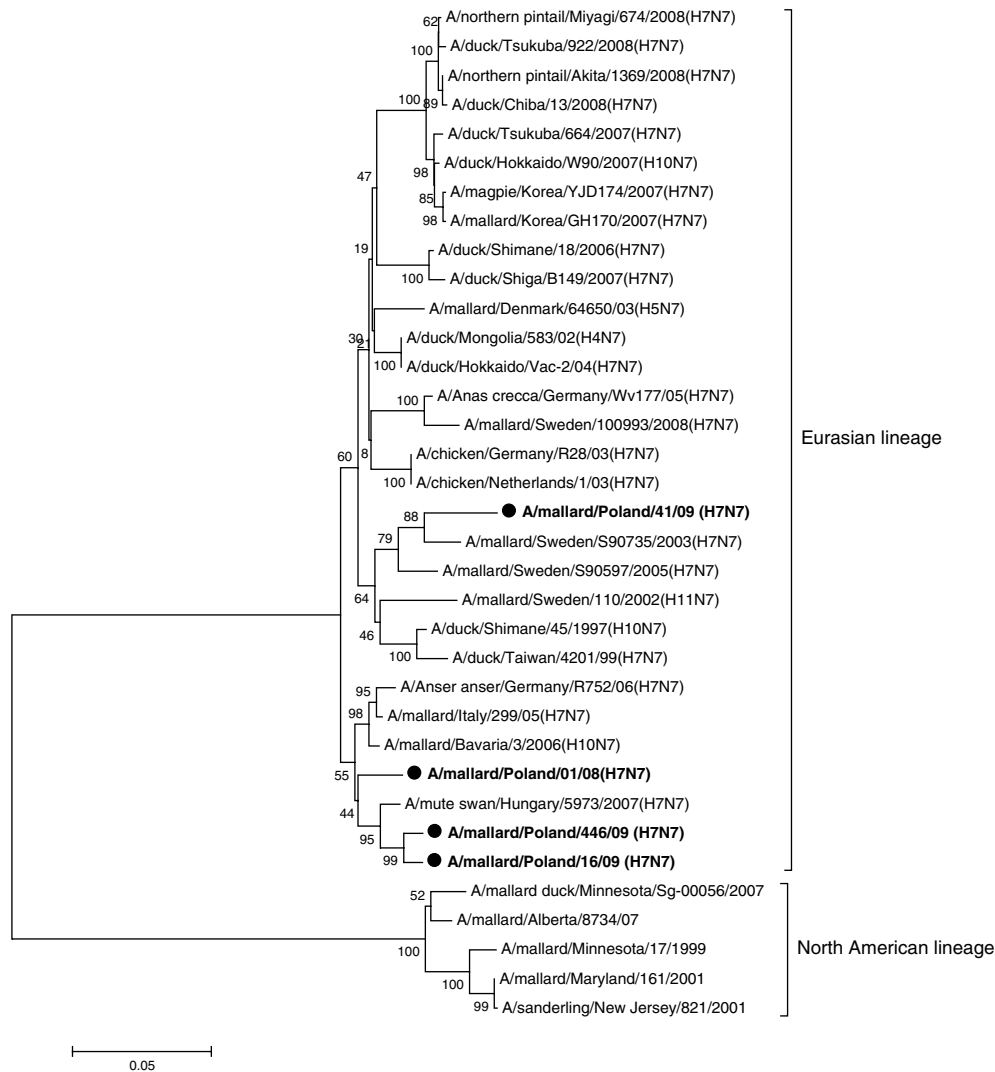 62
A/northern pintail/Miyagi/674/2008(H7N7)
A/duck/Tsukuba/922/2008(H7N7)
100
A/northern pintail/Akita/1369/2008(H7N7)
100
89
A/duck/Chiba/13/2008(H7N7)
A/duck/Tsukuba/664/2007(H7N7)
A/duck/Hokkaido/W90/2007(H10N7)
98
47
A/magpie/Korea/YJD174/2007(H7N7)
85
98
A/mallard/Korea/GH170/2007(H7N7)
19
A/duck/Shimane/18/2006(H7N7)
100
A/duck/Shiga/B149/2007(H7N7)
A/mallard/Denmark/64650/03(H5N7)
30
21
A/duck/Mongolia/583/02(H4N7)
100
A/duck/Hokkaido/Vac-2/04(H7N7)
100
A/Anas crecca/Germany/Wv177/05(H7N7)
A/mallard/Sweden/100993/2008(H7N7)
Eurasian lineage
60
8
A/chicken/Germany/R28/03(H7N7)
100
A/chicken/Netherlands/1/03(H7N7)
88
A/mallard/Poland/41/09 (H7N7)
79
A/mallard/Sweden/S90735/2003(H7N7)
A/mallard/Sweden/S90597/2005(H7N7)
64
A/mallard/Sweden/110/2002(H11N7)
46
A/duck/Shimane/45/1997(H10N7)
100
A/duck/Taiwan/4201/99(H7N7)
95
A/Anser anser/Germany/R752/06(H7N7)
98
A/mallard/Italy/299/05(H7N7)
A/mallard/Bavaria/3/2006(H10N7)
55
A/mallard/Poland/01/08(H7N7)
44
A/mute swan/Hungary/5973/2007(H7N7)
95
A/mallard/Poland/446/09 (H7N7)
99
A/mallard/Poland/16/09 (H7N7)
52
A/mallard duck/Minnesota/Sg-00056/2007
A/mallard/Alberta/8734/07
100
A/mallard/Minnesota/17/1999
North American lineage
100
A/mallard/Maryland/161/2001
99
A/sanderling/New Jersey/821/2001
0.05